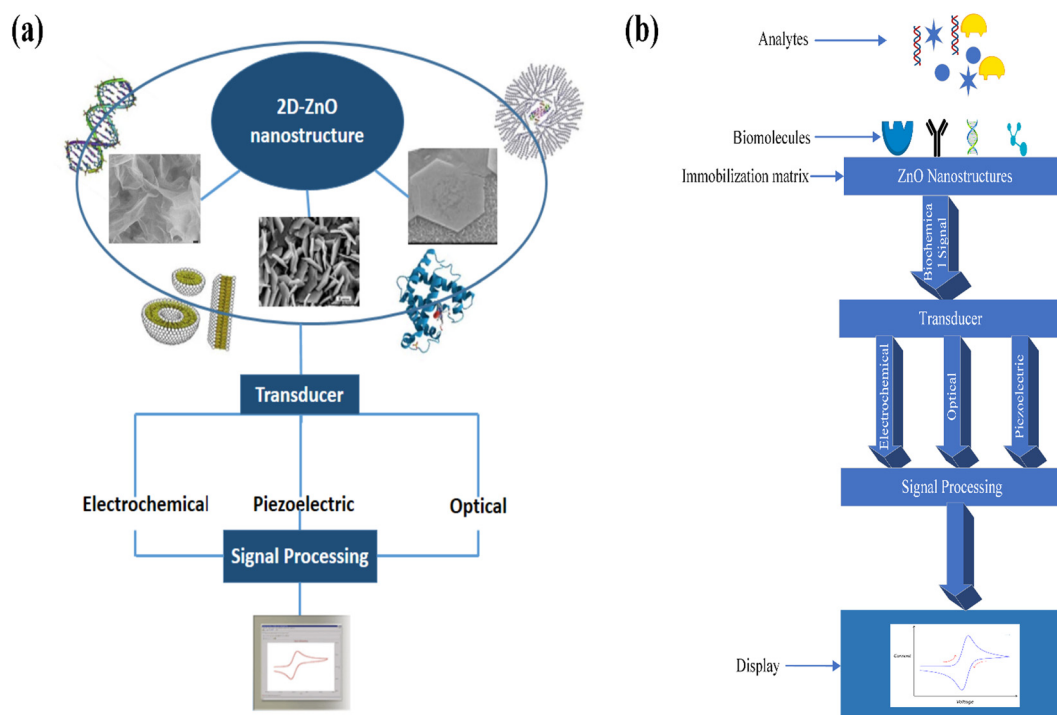 (a)
2D-ZnO
nanostructure
Transducer
Electrochemical
Piezoelectric
Optical
Signal Processing
(b)
Analytes
Biomolecules
Immobilization matrix
ZnO Nanostructures
Biochemica
l Signal
Transducer
Electrochemical
Optical
Piezoelectric
Signal Processing
Display
Current
Voltage